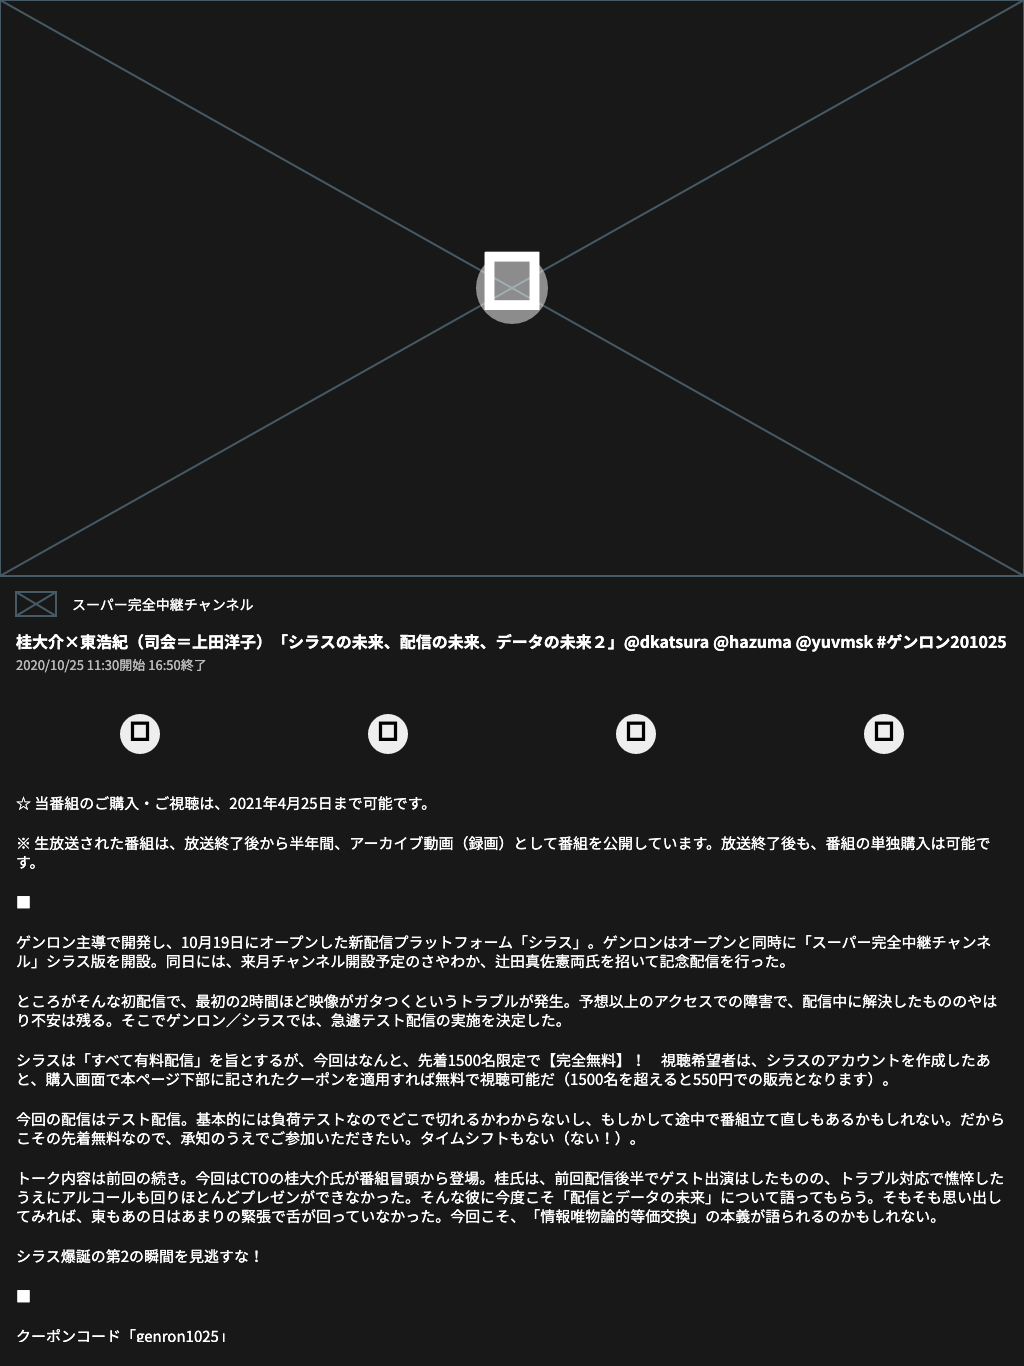 スーパー完全中継チャンネル
桂大介×東浩紀（司会＝上田洋子）「シラスの未来、配信の未来、データの未来２」@dkatsura @hazuma @yuvmsk #ゲンロン201025
2020/10/25 11:30開始 16:50終了
☆ 当番組のご購入・ご視聴は、2021年4月25日まで可能です。
※ 生放送された番組は、放送終了後から半年間、アーカイブ動画（録画）として番組を公開しています。放送終了後も、番組の単独購入は可能で
す。
■
ゲンロン主導で開発し、10月19日にオープンした新配信プラットフォーム「シラス」。ゲンロンはオープンと同時に「スーパー完全中継チャンネ
ル」シラス版を開設。同日には、来月チャンネル開設予定のさやわか、辻田真佐憲両氏を招いて記念配信を行った。
ところがそんな初配信で、最初の2時間ほど映像がガタつくというトラブルが発生。予想以上のアクセスでの障害で、配信中に解決したもののやは
り不安は残る。そこでゲンロン／シラスでは、急遽テスト配信の実施を決定した。
シラスは「すべて有料配信」を旨とするが、今回はなんと、先着1500名限定で【完全無料】！　視聴希望者は、シラスのアカウントを作成したあ
と、購入画面で本ページ下部に記されたクーポンを適用すれば無料で視聴可能だ（1500名を超えると550円での販売となります）。
今回の配信はテスト配信。基本的には負荷テストなのでどこで切れるかわからないし、もしかして途中で番組立て直しもあるかもしれない。だから
こその先着無料なので、承知のうえでご参加いただきたい。タイムシフトもない（ない！）。
トーク内容は前回の続き。今回はCTOの桂大介氏が番組冒頭から登場。桂氏は、前回配信後半でゲスト出演はしたものの、トラブル対応で憔悴した
うえにアルコールも回りほとんどプレゼンができなかった。そんな彼に今度こそ「配信とデータの未来」について語ってもらう。そもそも思い出し
てみれば、東もあの日はあまりの緊張で舌が回っていなかった。今回こそ、「情報唯物論的等価交換」の本義が語られるのかもしれない。
シラス爆誕の第2の瞬間を見逃すな！
■
クーポンコード「genron1025」